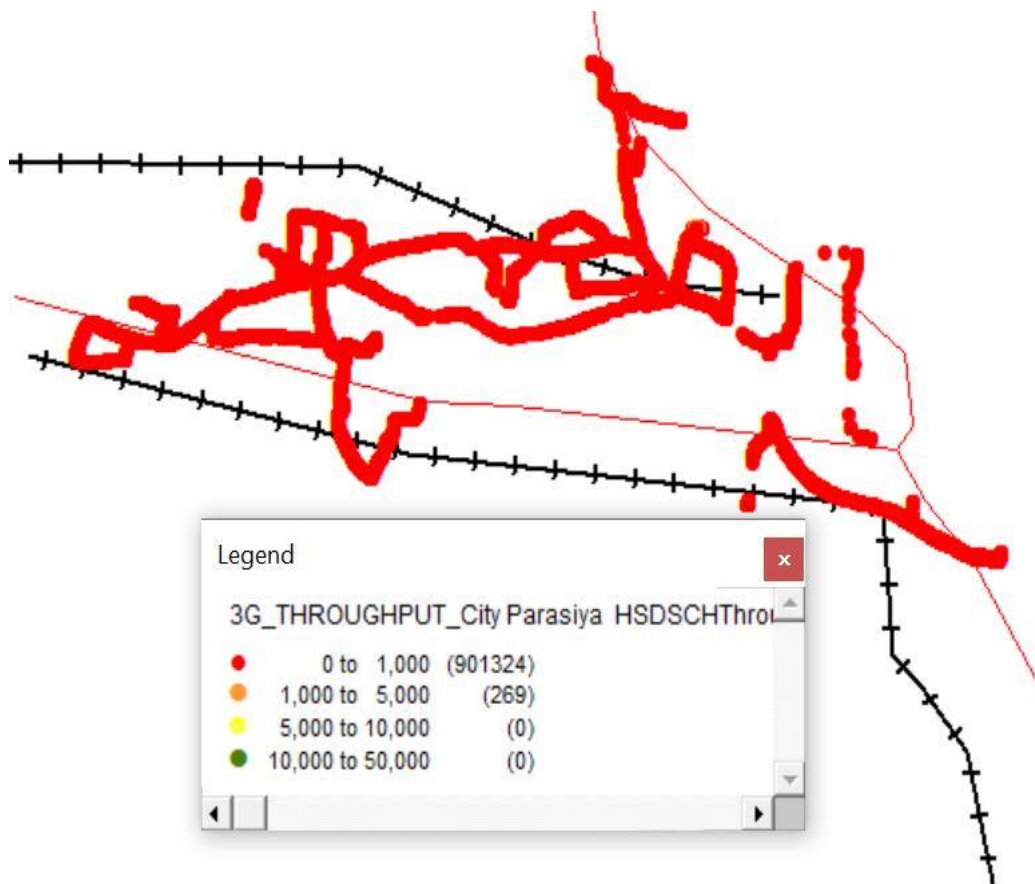 Legend
x
3G_THROUGHPUT_City Parasiya HSDSCHThrou
0 to 1,000 (901324)
1,000 to 5,000 (269)
5,000 to 10,000 (0)
10,000 to 50,000 (0)